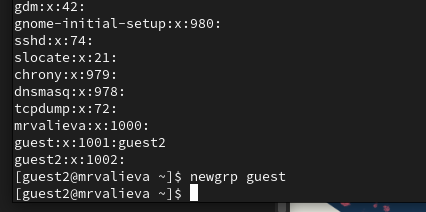 gdm:x:42:
gnome-initial-setup:x:980:
sshd:x:74:
slocate:x:21:
chrony:x:979:
dnsmasq:x:978:
tcpdump:x:72:
mrvalieva:x:1000:
guest:x:1001:guest2
guest2:x:1002:
[guest2@mrvalieva ~]$ newgrp guest
[guest2@mrvalieva ~]$